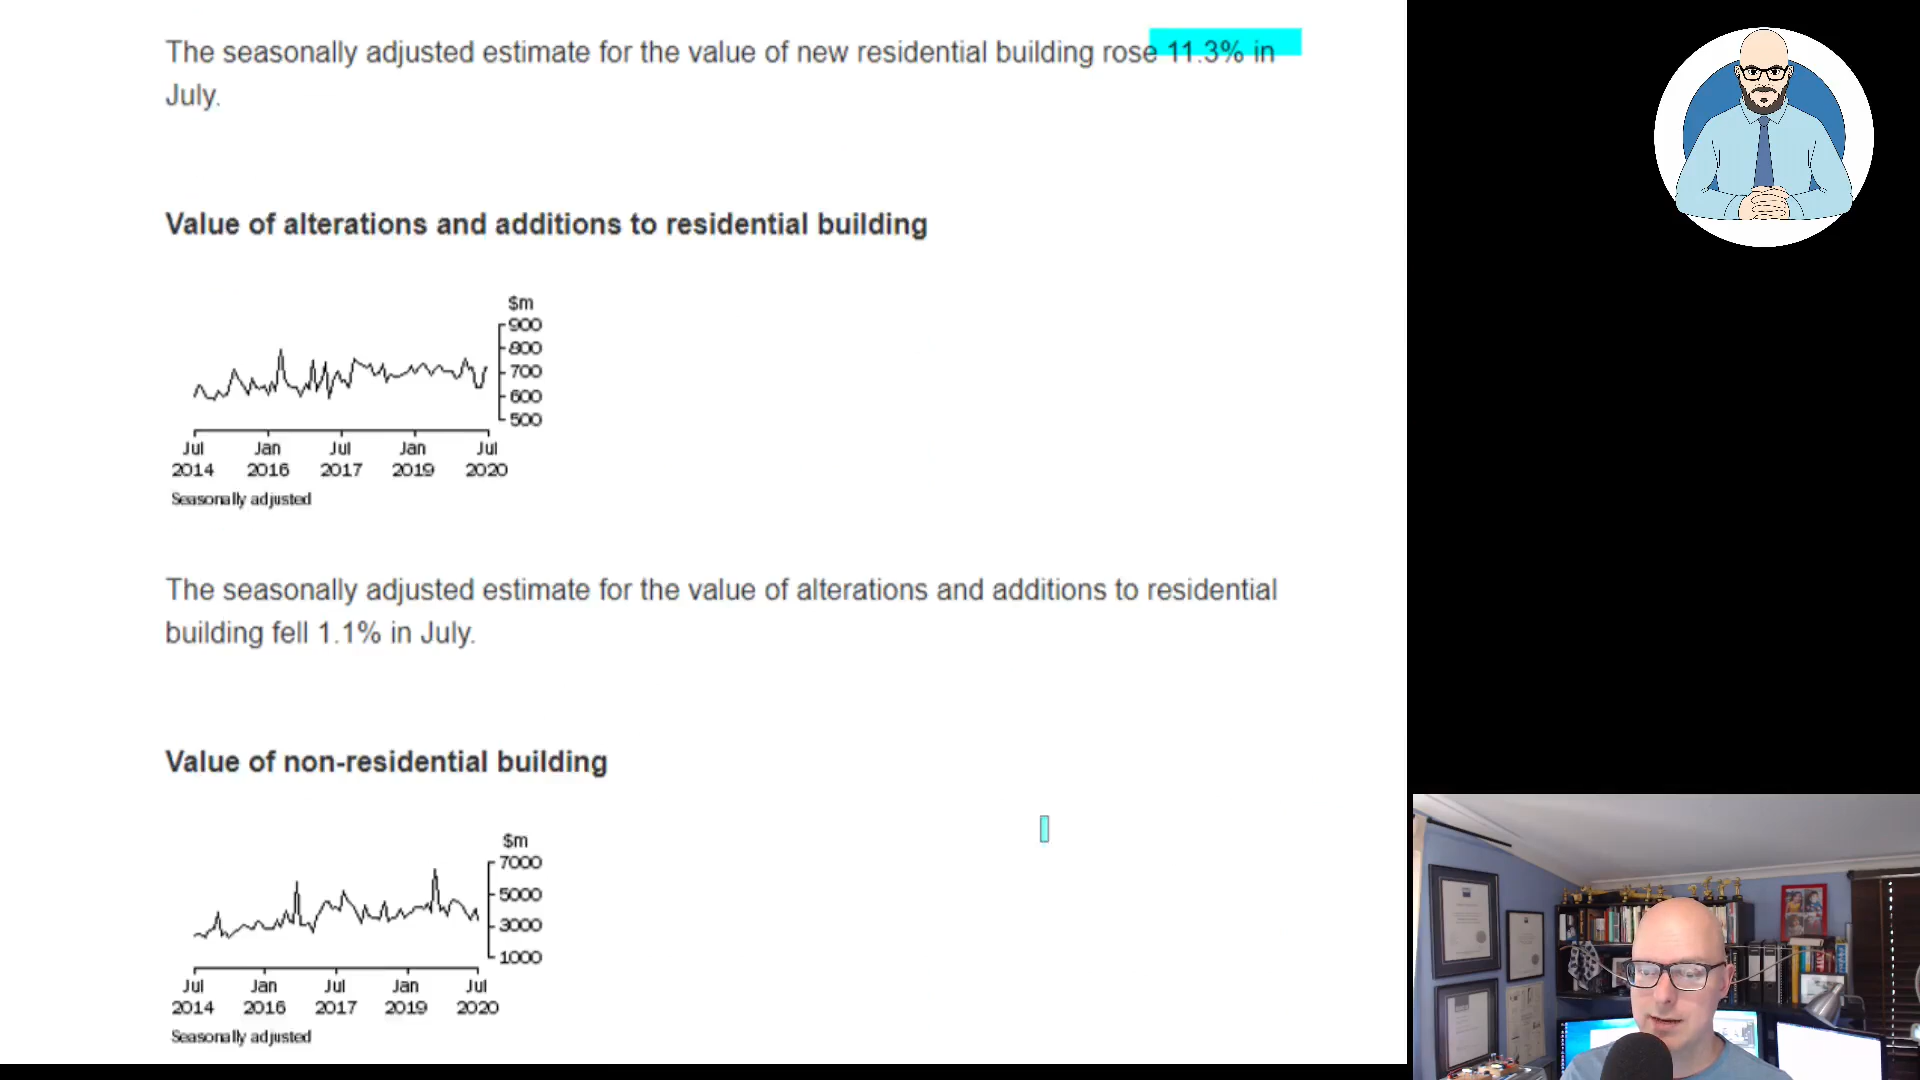 The seasonally adjusted estimate for the value of new residential building rose 11.3% in
July.
Value of alterations and additions to residential building
$m
900
800
700
600
500
Jul Jan Jul Jan Jul
2014 2016 2017 2019 2020
Seasonally adjusted
The seasonally adjusted estimate for the value of alterations and additions to residential
building fell 1.1% in July.
Value of non-residential building
$m
7000
5000
3000
1000
Jul Jan Jul Jan Jul
2014 2016 2017 2019 2020
Seasonally adjusted